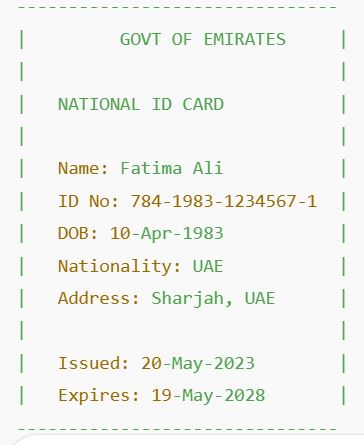 GOVT OF EMIRATES
NATIONAL ID CARD
Name: Fatima Ali
ID No: 784-1983-1234567-1
DOB: 10-Apr-1983
Nationality: UAE
Address: Sharjah, UAE
Issued: 20-May-2023
Expires: 19-May-2028